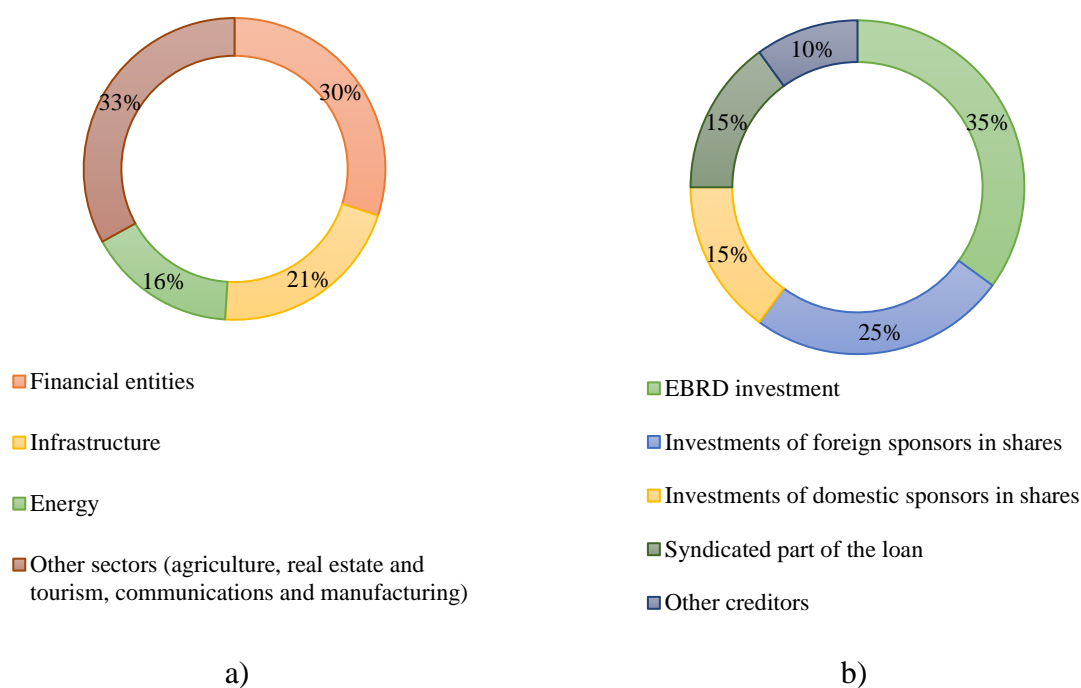 30%
21%
16%
33%
Financial entities
Infrastructure
Energy
Other sectors (agriculture, real estate and
tourism, communications and manufacturing)
a)
35%
25%
15%
15%
10%
EBRD investment
Investments of foreign sponsors in shares
Investments of domestic sponsors in shares
Syndicated part of the loan
Other creditors
b)